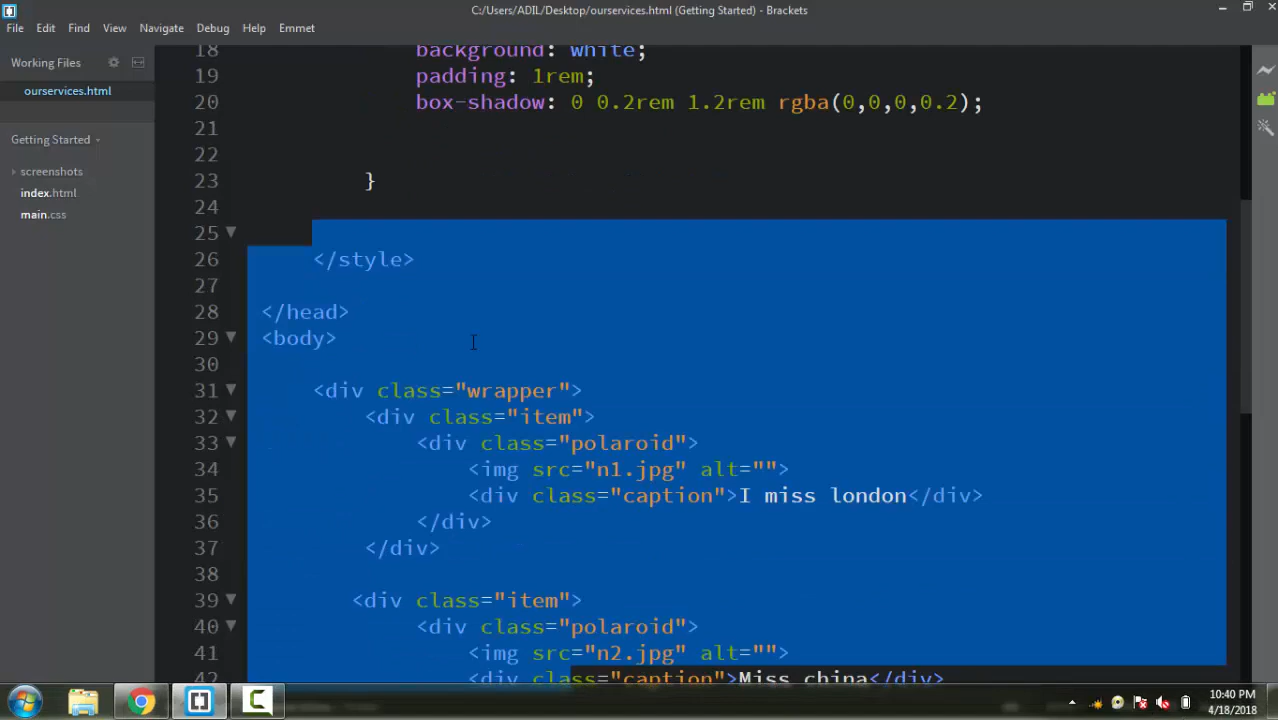 C:/Users/ADIL/Desktop/ourservices.html (Getting Started) - Brackets
File Edit View Navigate Debug Help Emmet
Working Files
ourservices.html
Getting Started
screenshots
index.html
main.css
18 background: white;
19 padding: 1rem;
20 box-shadow: 0 0.2rem 1.2rem rgba(0,0,0,0.2);
21
22
23 }
24
25
26 </style>
27
28 </head>
29 <body>
30
31 <div class="wrapper">
32 <div class="item">
33 <div class="polaroid">
34 <img src="n1.jpg" alt="">
35 <div class="caption">I miss london</div>
36 </div>
37 </div>
38
39 <div class="item">
40 <div class="polaroid">
41 <img src="n2.jpg" alt="">
42 <div class="caption">Miss china</div>
10:40 PM
4/18/2018